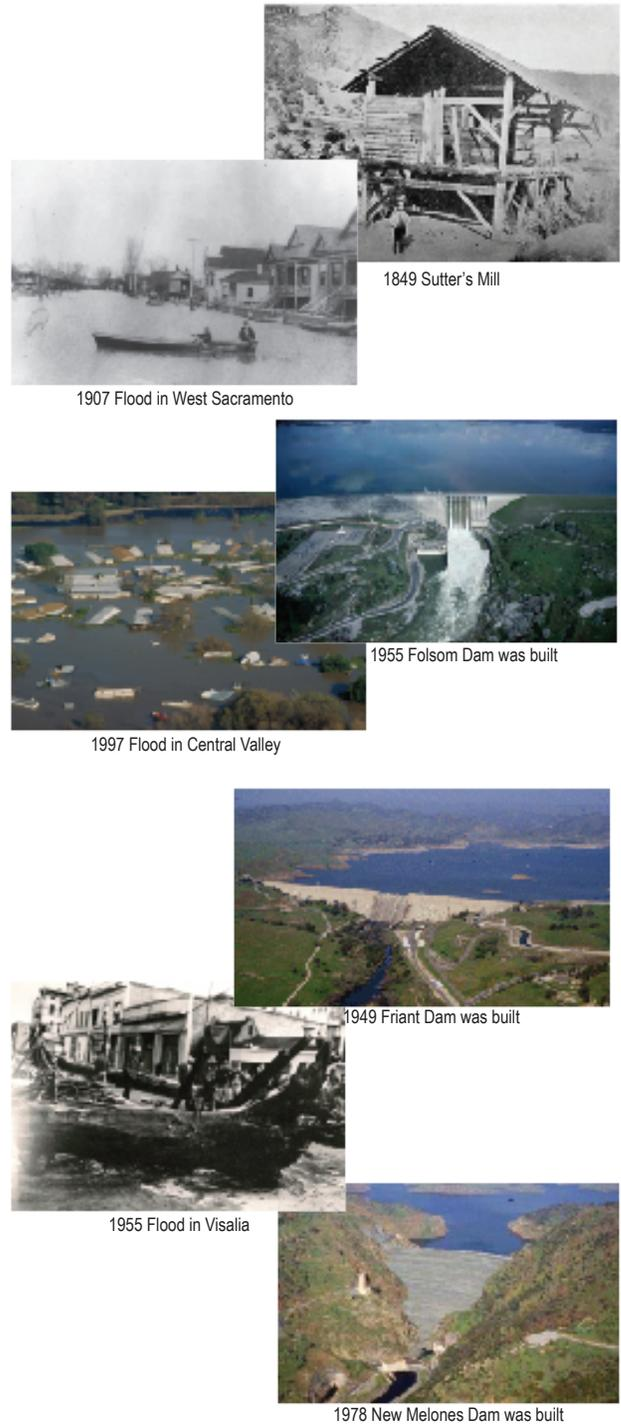 1849 Sutter's Mill
1907 Flood in West Sacramento
1955 Folsom Dam was built
1997 Flood in Central Valley
1949 Friant Dam was built
1955 Flood in Visalia
1978 New Melones Dam was built